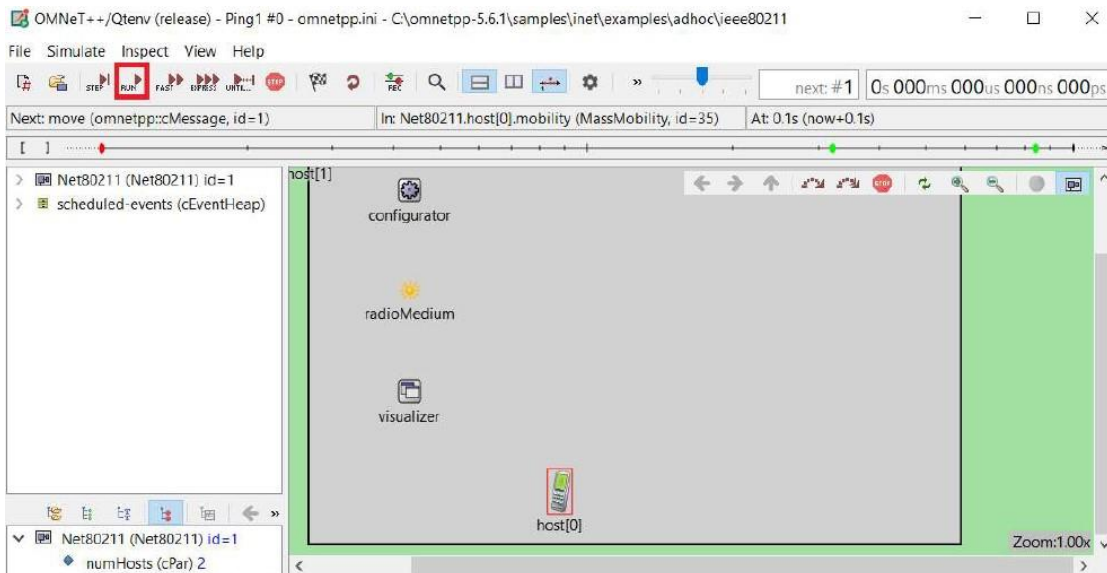 OMNeT++/Qtenv (release) - Ping1 #0 - omnetpp.ini - C:\omnetpp-5.6.1\samples\inet\examples\adhoc\ieee80211
File Simulate Inspect View Help
STEP RUN FAST EXPRESS UNTIL... STOP REC » next: #1 0s 000ms 000us 000ns 000ps
Next: move (omnetpp::cMessage, id=1) In: Net80211.host[0].mobility (MassMobility, id=35) At: 0.1s (now+0.1s)
> Net80211 (Net80211) id=1
> scheduled-events (cEventHeap)
host[1]
STOP
configurator
radioMedium
visualizer
host[0]
»
Net80211 (Net80211) id=1
numHosts (cPar) 2
Zoom:1.00x